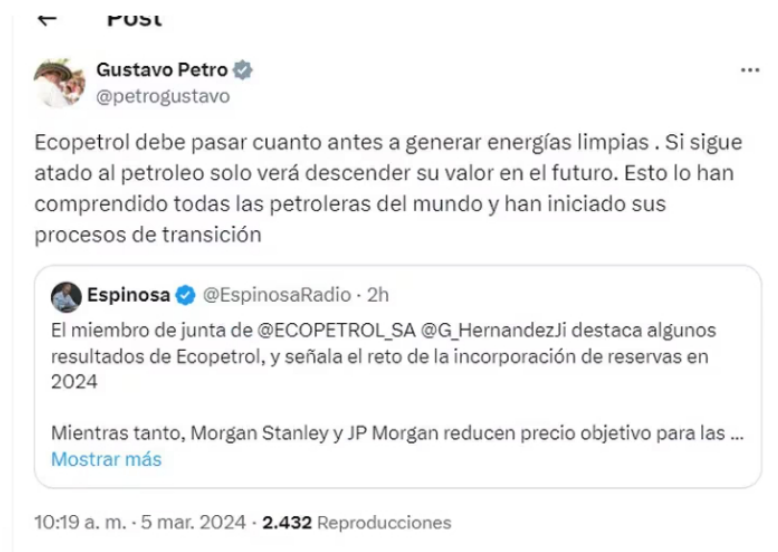 Post
Gustavo Petro
@petrogustavo
Ecopetrol debe pasar cuanto antes a generar energías limpias . Si sigue
atado al petroleo solo verá descender su valor en el futuro. Esto lo han
comprendido todas las petroleras del mundo y han iniciado sus
procesos de transición
Espinosa @EspinosaRadio · 2h
El miembro de junta de @ECOPETROL_SA @G_HernandezJi destaca algunos
resultados de Ecopetrol, y señala el reto de la incorporación de reservas en
2024
Mientras tanto, Morgan Stanley y JP Morgan reducen precio objetivo para las ...
Mostrar más
10:19 a. m. · 5 mar. 2024 · 2.432 Reproducciones